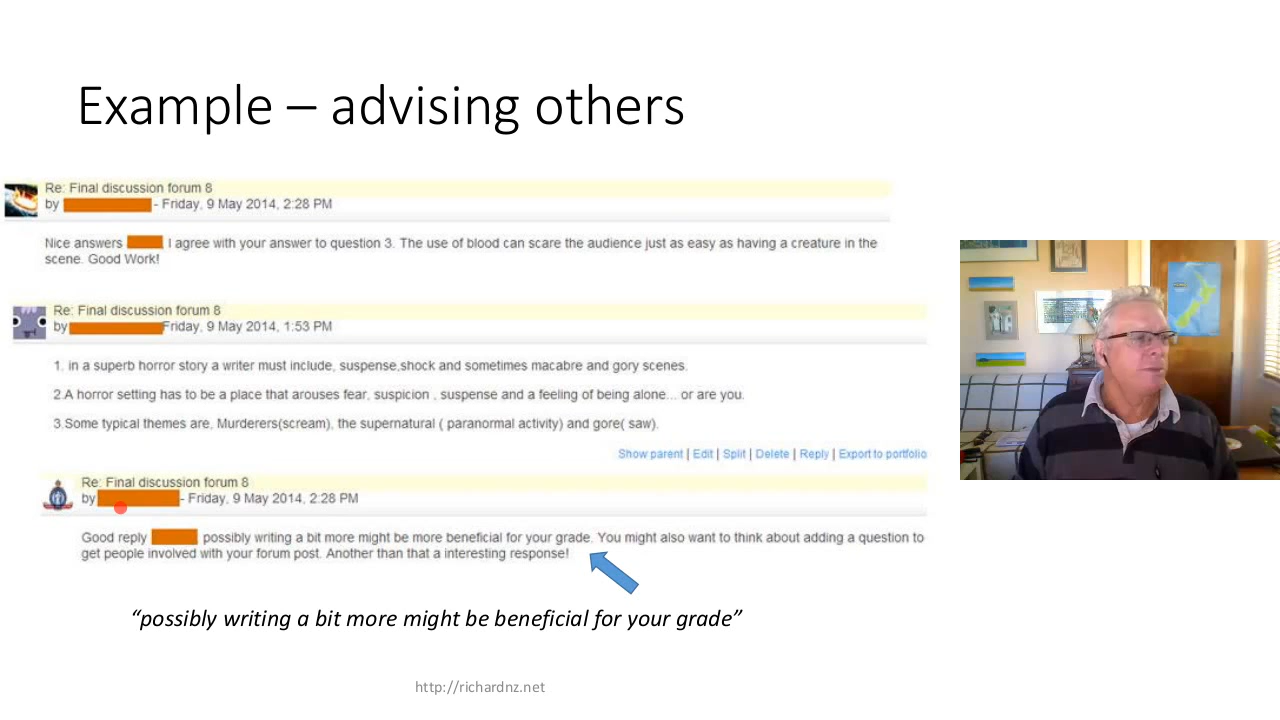 Example – advising others
Re: Final discussion forum 8
by - Friday, 9 May 2014, 2:28 PM
Nice answers I agree with your answer to question 3. The use of blood can scare the audience just as easy as having a creature in the
scene. Good Work!
Re: Final discussion forum 8
by Friday, 9 May 2014, 1:53 PM
1. in a superb horror story a writer must include, suspense,shock and sometimes macabre and gory scenes.
2.A horror setting has to be a place that arouses fear, suspicion , suspense and a feeling of being alone... or are you.
3.Some typical themes are, Murderers(scream), the supernatural ( paranormal activity) and gore( saw).
Show parent | Edit | Split | Delete | Reply | Export to portfolio
Re: Final discussion forum 8
by - Friday, 9 May 2014, 2:28 PM
Good reply possibly writing a bit more might be more beneficial for your grade. You might also want to think about adding a question to
get people involved with your forum post. Another than that a interesting response!
“possibly writing a bit more might be beneficial for your grade”
http://richardnz.net